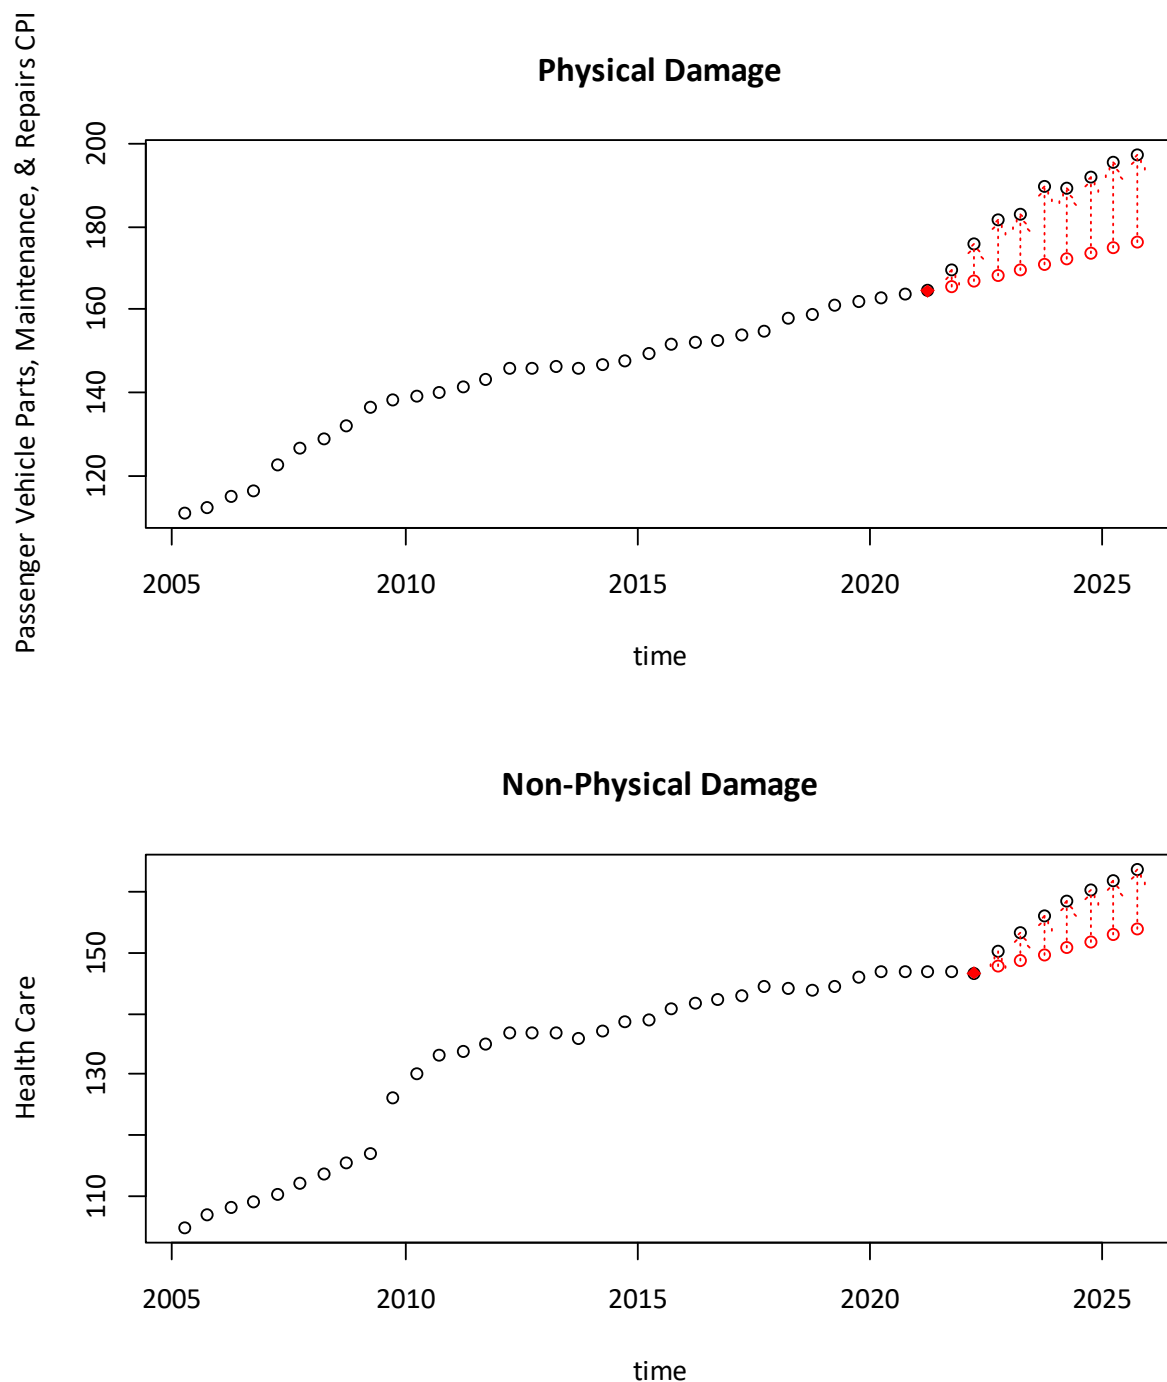 Physical Damage
Passenger Vehicle Parts, Maintenance, & Repairs CPI
200
180
160
140
120
2005 2010 2015 2020 2025
time
Non-Physical Damage
Health Care
150
130
110
2005 2010 2015 2020 2025
time